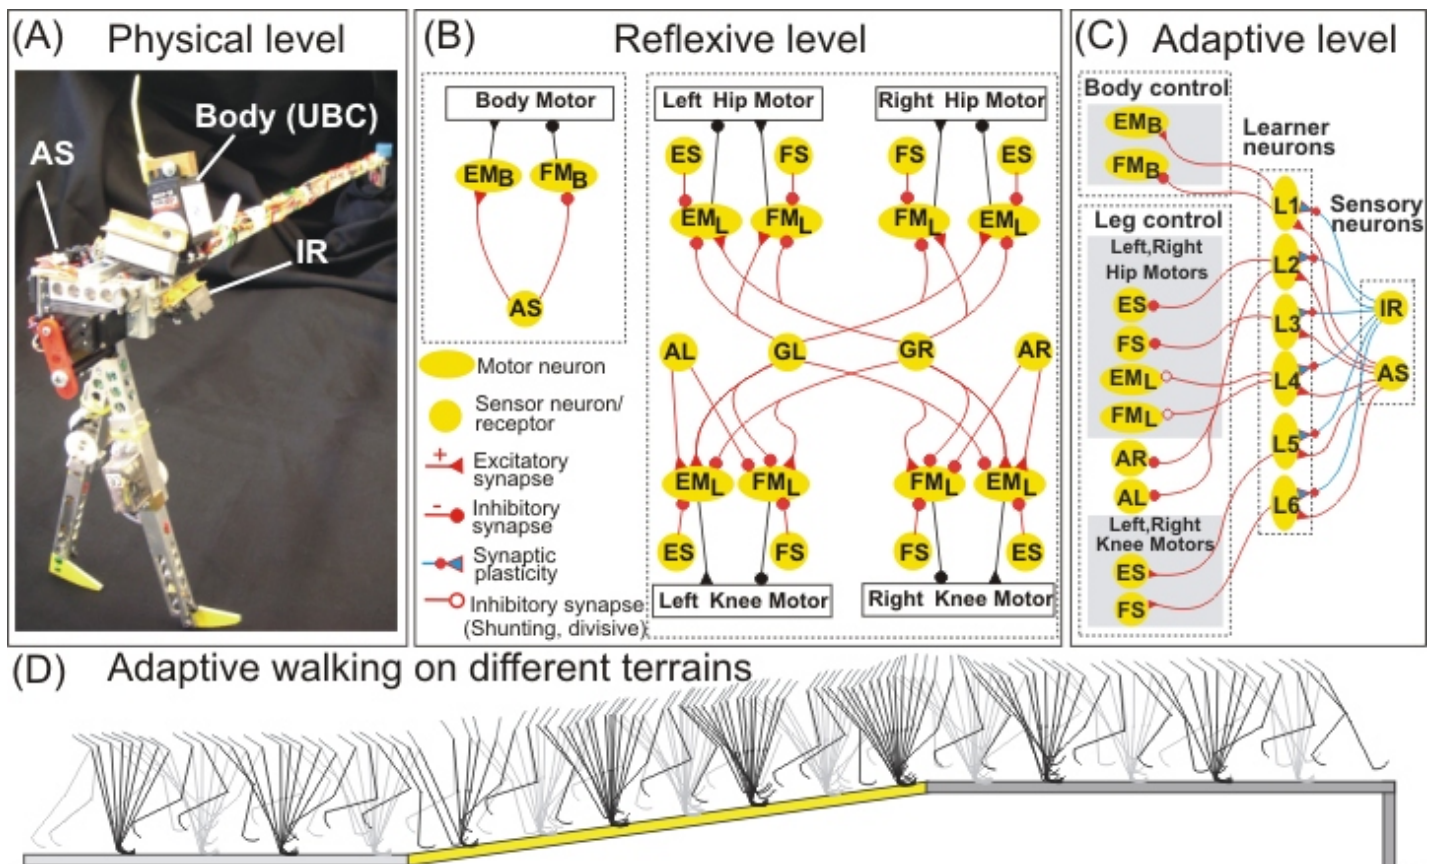 (A) Physical level
AS
Body (UBC)
IR
(B) Reflexive level
Body Motor
EMB FMB
AS
Left Hip Motor
Right Hip Motor
ES FS FS ES
EML FML FML EML
AL GL GR AR
EML FML FML EML
ES FS FS ES
Left Knee Motor
Right Knee Motor
Motor neuron
Sensor neuron/
receptor
+
Excitatory
synapse
-
Inhibitory
synapse
Synaptic
plasticity
Inhibitory synapse
(Shunting, divisive)
(C) Adaptive level
Body control
EMB
FMB
Leg control
Left,Right
Hip Motors
ES
FS
EML
FML
AR
AL
Left,Right
Knee Motors
ES
FS
Learner
neurons
L1
L2
L3
L4
L5
L6
Sensory
neurons
IR
AS
(D) Adaptive walking on different terrains